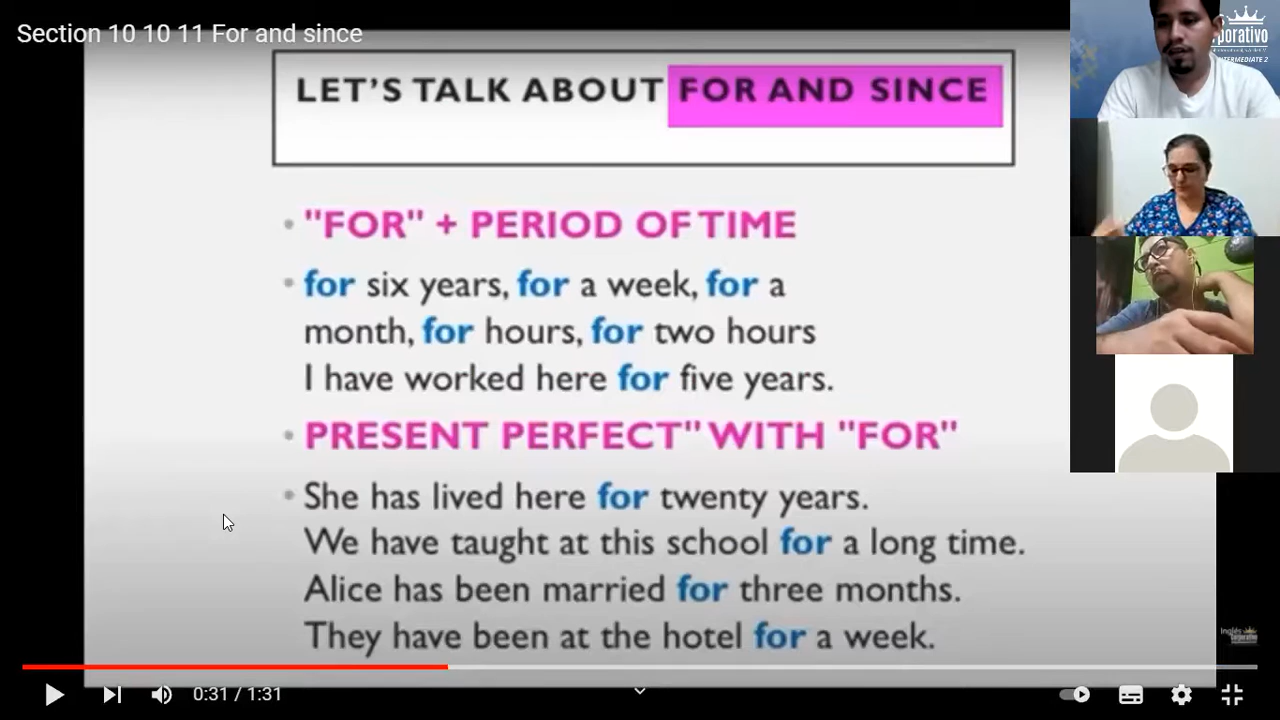 Section 10 10 11 For and since
LET'S TALK ABOUT FOR AND SINCE
• "FOR" + PERIOD OF TIME
• for six years, for a week, for a
month, for hours, for two hours
I have worked here for five years.
• PRESENT PERFECT" WITH "FOR"
• She has lived here for twenty years.
We have taught at this school for a long time.
Alice has been married for three months.
They have been at the hotel for a week.
0:31 / 1:31
INTERMEDIATE 2
Inglés
Corporativo